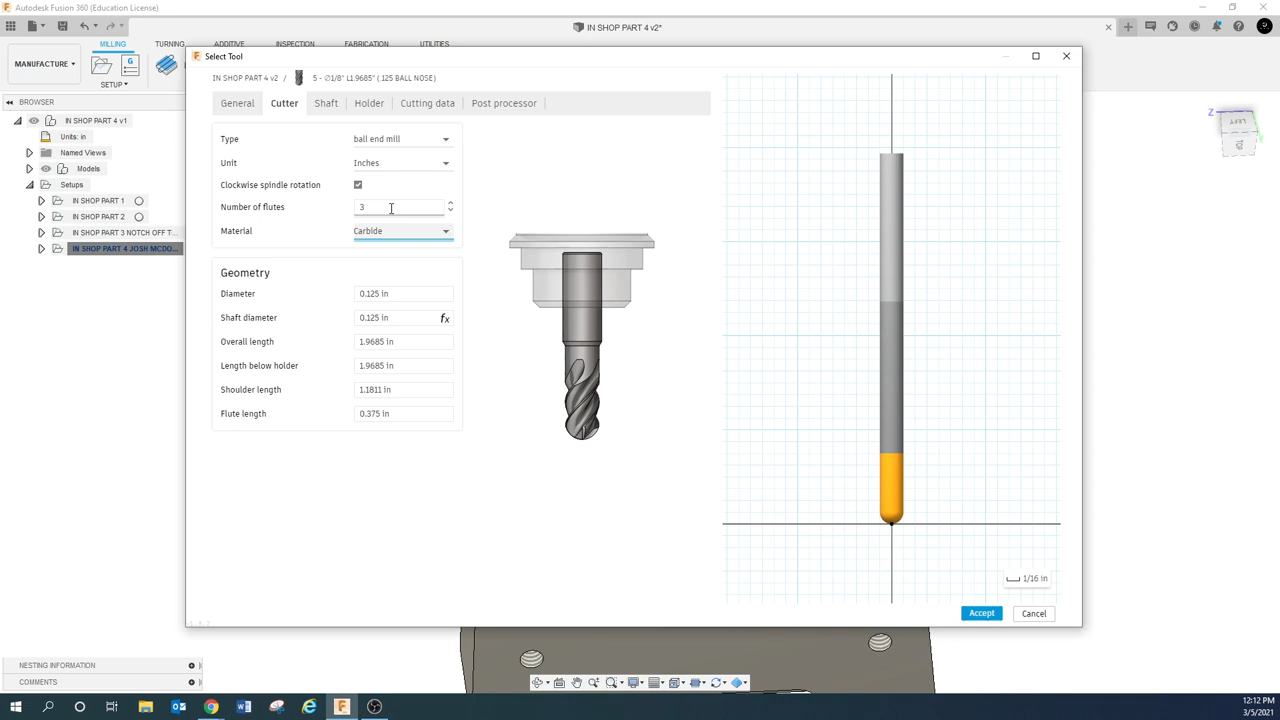 Autodesk Fusion 360 (Education License)
IN SHOP PART 4 v2*
MANUFACTURE
MILLING TURNING ADDITIVE INSPECTION FABRICATION UTILITIES
SETUP
BROWSER
IN SHOP PART 4 v1
Units: in
Named Views
Models
Setups
IN SHOP PART 1
IN SHOP PART 2
IN SHOP PART 3 NOTCH OFF T...
IN SHOP PART 4 JOSH MCDO...
Select Tool
IN SHOP PART 4 v2 / 5 - Ø1/8" L1.9685" (.125 BALL NOSE)
General Cutter Shaft Holder Cutting data Post processor
Type ball end mill
Unit Inches
Clockwise spindle rotation
Number of flutes 3
Material Carbide
Geometry
Diameter 0.125 in
Shaft diameter 0.125 in fx
Overall length 1.9685 in
Length below holder 1.9685 in
Shoulder length 1.1811 in
Flute length 0.375 in
1/16 in
Accept Cancel
Z
LEFT
NESTING INFORMATION
COMMENTS
12:12 PM
3/5/2021